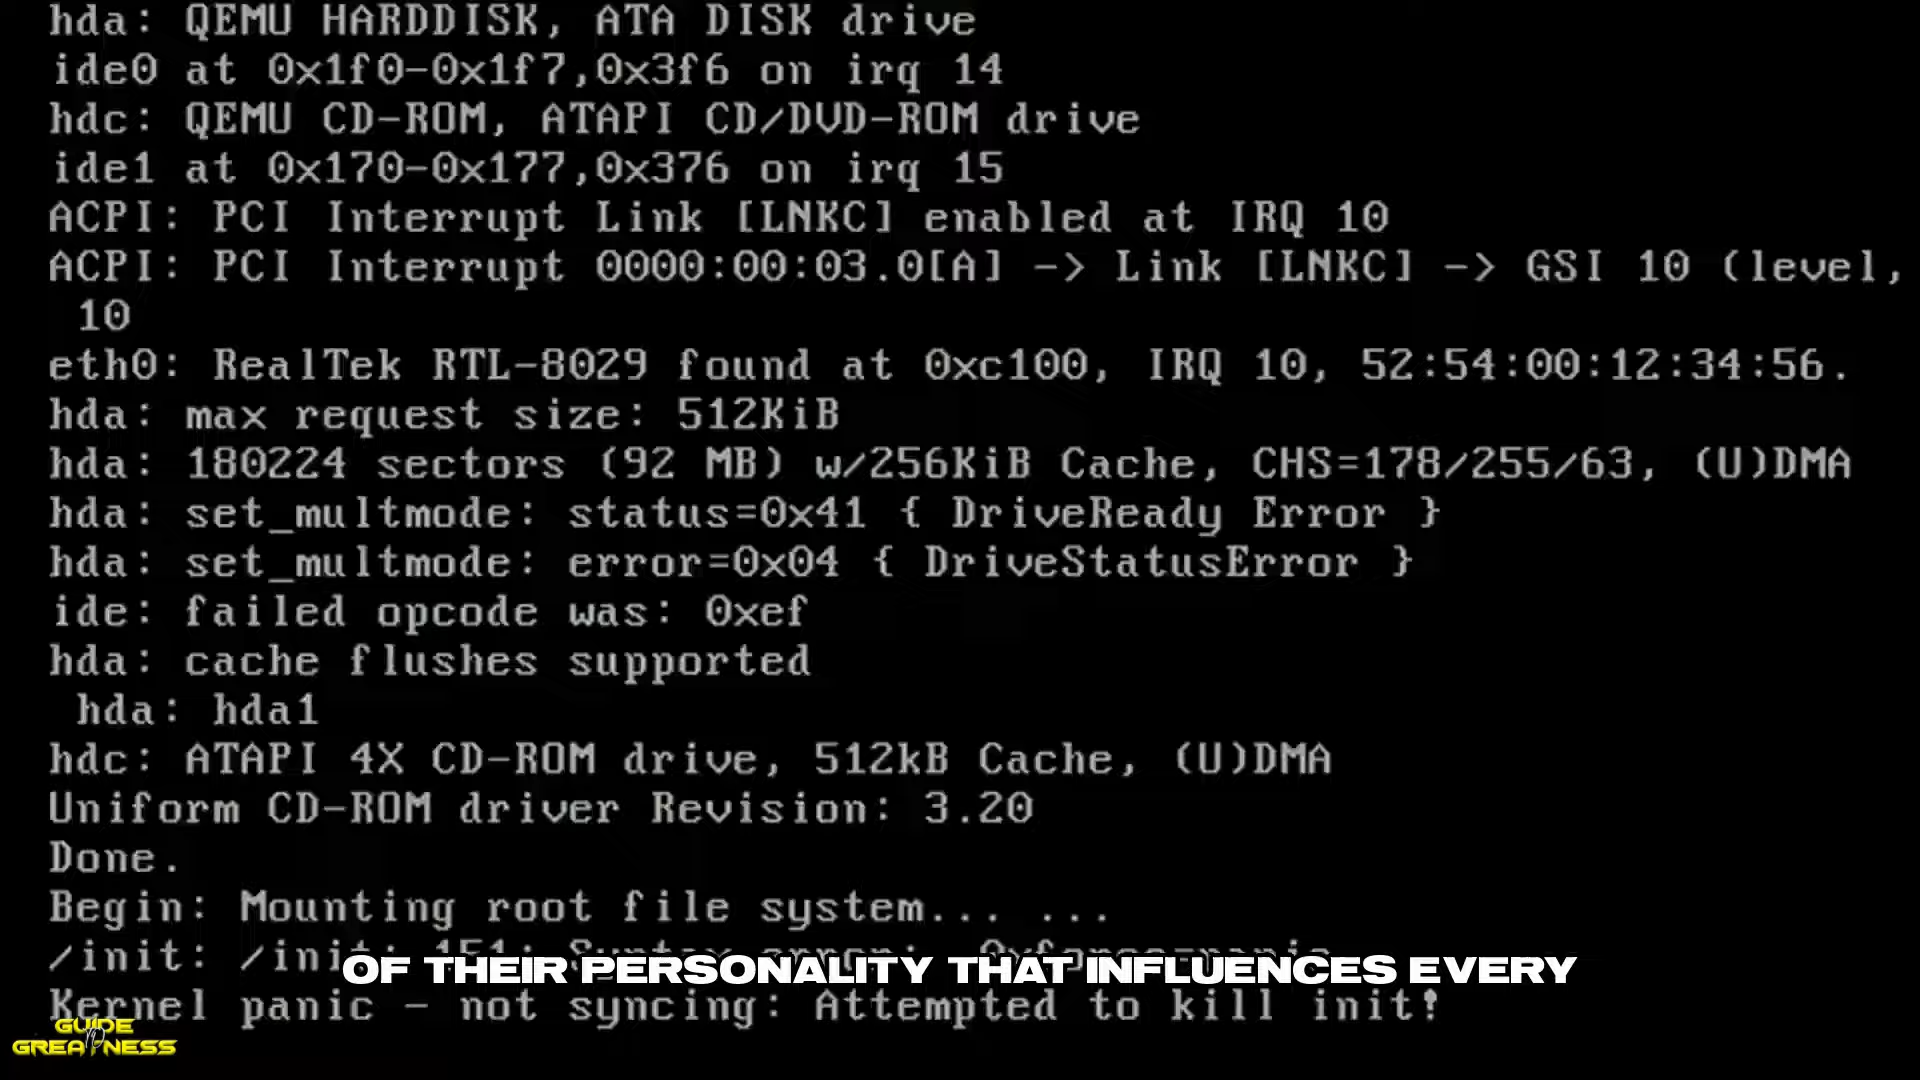 hda: QEMU HARDDISK, ATA DISK drive
ide0 at 0x1f0-0x1f7,0x3f6 on irq 14
hdc: QEMU CD-ROM, ATAPI CD/DVD-ROM drive
ide1 at 0x170-0x177,0x376 on irq 15
ACPI: PCI Interrupt Link [LNKC] enabled at IRQ 10
ACPI: PCI Interrupt 0000:00:03.0[A] -> Link [LNKC] -> GSI 10 (level,
10
eth0: RealTek RTL-8029 found at 0xc100, IRQ 10, 52:54:00:12:34:56.
hda: max request size: 512KiB
hda: 180224 sectors (92 MB) w/256KiB Cache, CHS=178/255/63, (U)DMA
hda: set_multmode: status=0x41 { DriveReady Error }
hda: set_multmode: error=0x04 { DriveStatusError }
ide: failed opcode was: 0xef
hda: cache flushes supported
hda: hda1
hdc: ATAPI 4X CD-ROM drive, 512kB Cache, (U)DMA
Uniform CD-ROM driver Revision: 3.20
Done.
Begin: Mounting root file system... ...
/init: /init: 151: Syntax error: 0xforce=panic
OF THEIR PERSONALITY THAT INFLUENCES EVERY
Kernel panic - not syncing: Attempted to kill init!
GUIDE
TO
GREATNESS